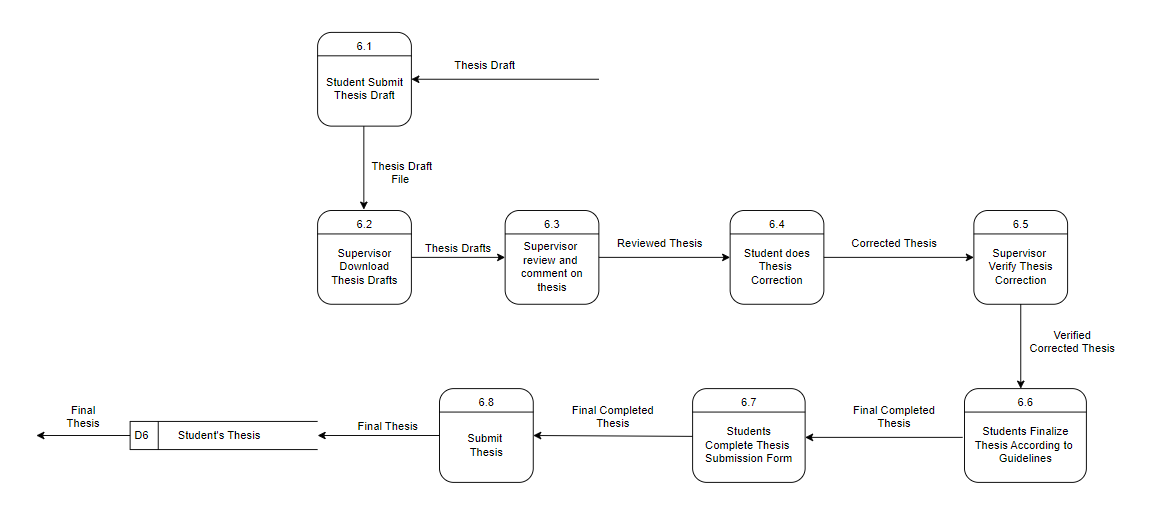 6.1
Student Submit
Thesis Draft
Thesis Draft
Thesis Draft
File
6.2
Supervisor
Download
Thesis Drafts
Thesis Drafts
6.3
Supervisor
review and
comment on
thesis
Reviewed Thesis
6.4
Student does
Thesis
Correction
Corrected Thesis
6.5
Supervisor
Verify Thesis
Correction
Verified
Corrected Thesis
6.6
Students Finalize
Thesis According to
Guidelines
Final Completed
Thesis
6.7
Students
Complete Thesis
Submission Form
Final Completed
Thesis
6.8
Submit
Thesis
Final Thesis
D6
Student's Thesis
Final
Thesis